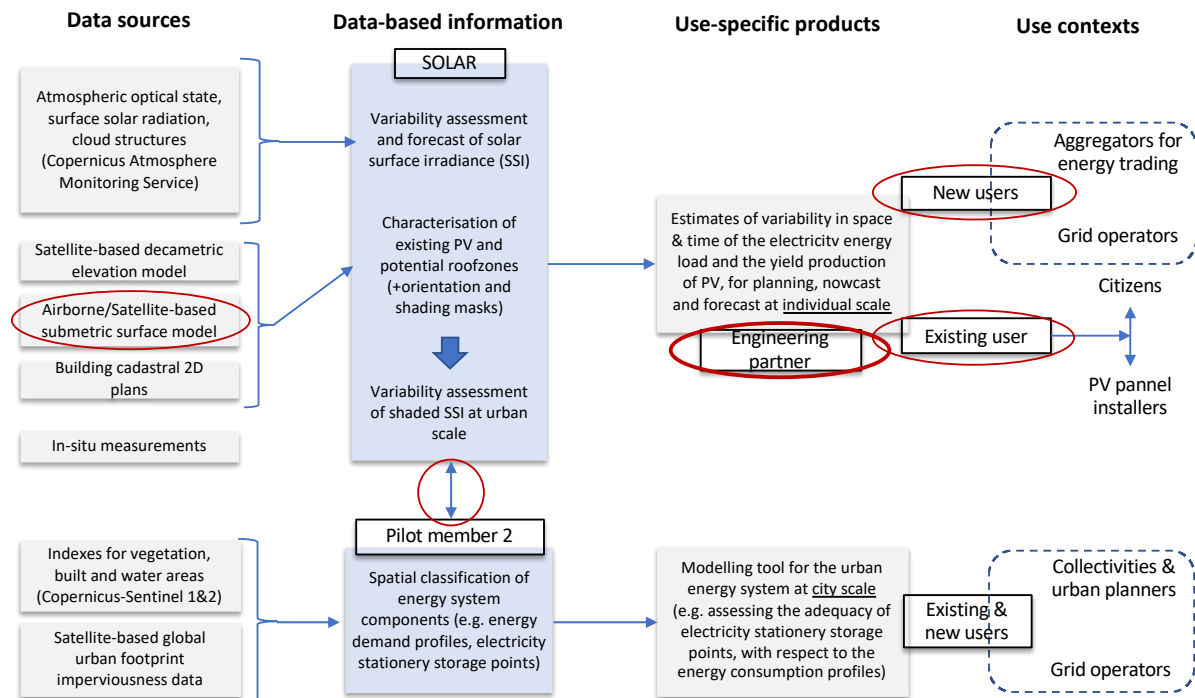 Data sources
Data-based information
Use-specific products
Use contexts
Atmospheric optical state,
surface solar radiation,
cloud structures
(Copernicus Atmosphere
Monitoring Service)
Satellite-based decametric
elevation model
Airborne/Satellite-based
submetric surface model
Building cadastral 2D
plans
In-situ measurements
SOLAR
Variability assessment
and forecast of solar
surface irradiance (SSI)
Characterisation of
existing PV and
potential roofzones
(+orientation and
shading masks)
Variability assessment
of shaded SSI at urban
scale
Estimates of variability in space
& time of the electricity energy
load and the yield production
of PV, for planning, nowcast
and forecast at individual scale
Engineering
partner
New users
Aggregators for
energy trading
Grid operators
Existing user
Citizens
PV pannel
installers
Indexes for vegetation,
built and water areas
(Copernicus-Sentinel 1&2)
Satellite-based global
urban footprint
imperviousness data
Pilot member 2
Spatial classification of
energy system
components (e.g. energy
demand profiles, electricity
stationery storage points)
Modelling tool for the urban
energy system at city scale
(e.g. assessing the adequacy of
electricity stationery storage
points, with respect to the
energy consumption profiles)
Existing &
new users
Collectivities &
urban planners
Grid operators